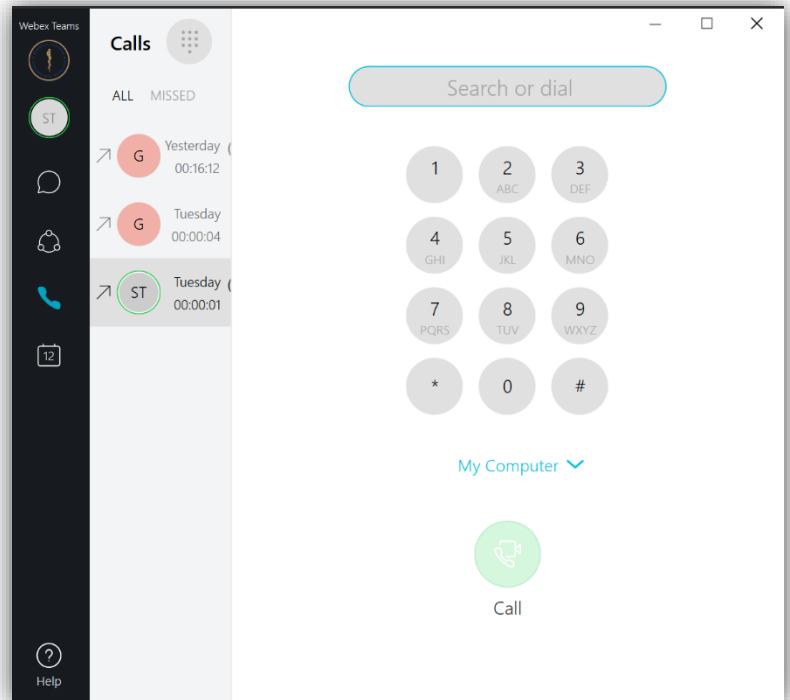 Webex Teams
ST
12
Help
Calls
ALL MISSED
G Yesterday (
00:16:12
G Tuesday
00:00:04
ST Tuesday (
00:00:01
Search or dial
1 2 3
ABC DEF
4 5 6
GHI JKL MNO
7 8 9
PQRS TUV WXYZ
* 0 #
My Computer
Call